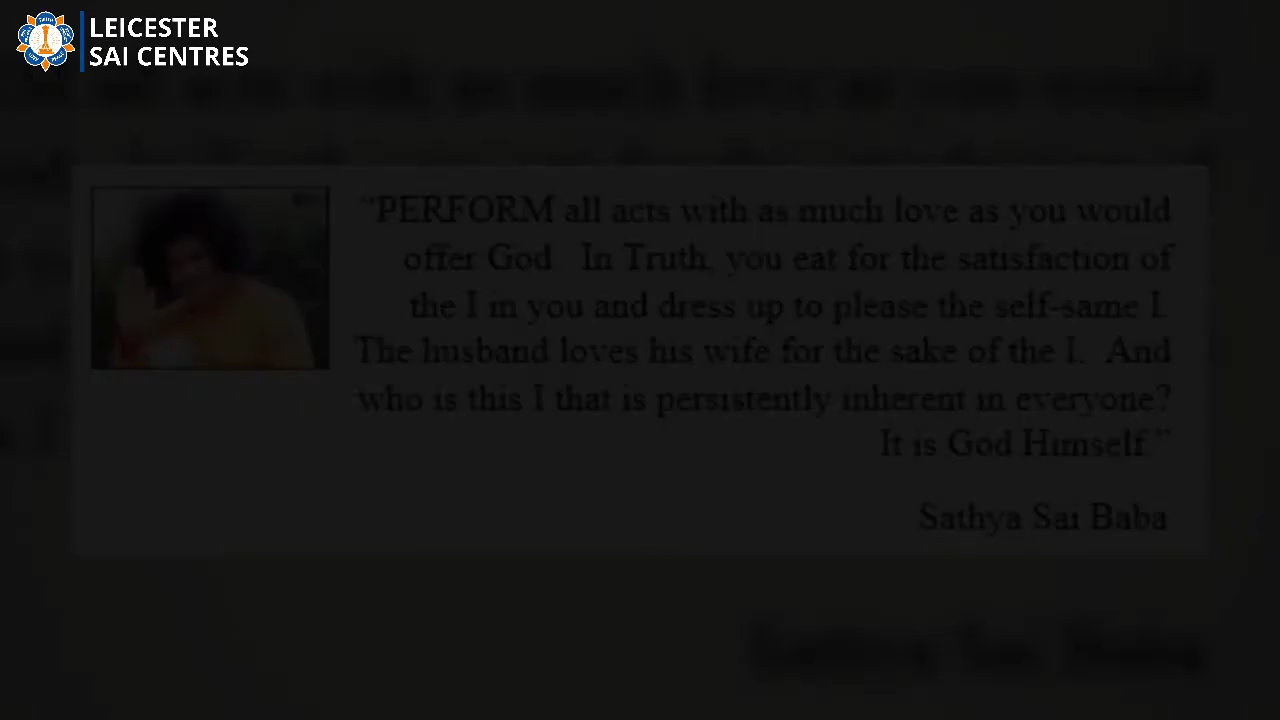 LEICESTER
SAI CENTRES
"PERFORM all acts with as much love as you would
offer God. In Truth, you eat for the satisfaction of
the I in you and dress up to please the self-same I.
The husband loves his wife for the sake of the I. And
who is this I that is persistently inherent in everyone?
It is God Himself."
Sathya Sai Baba